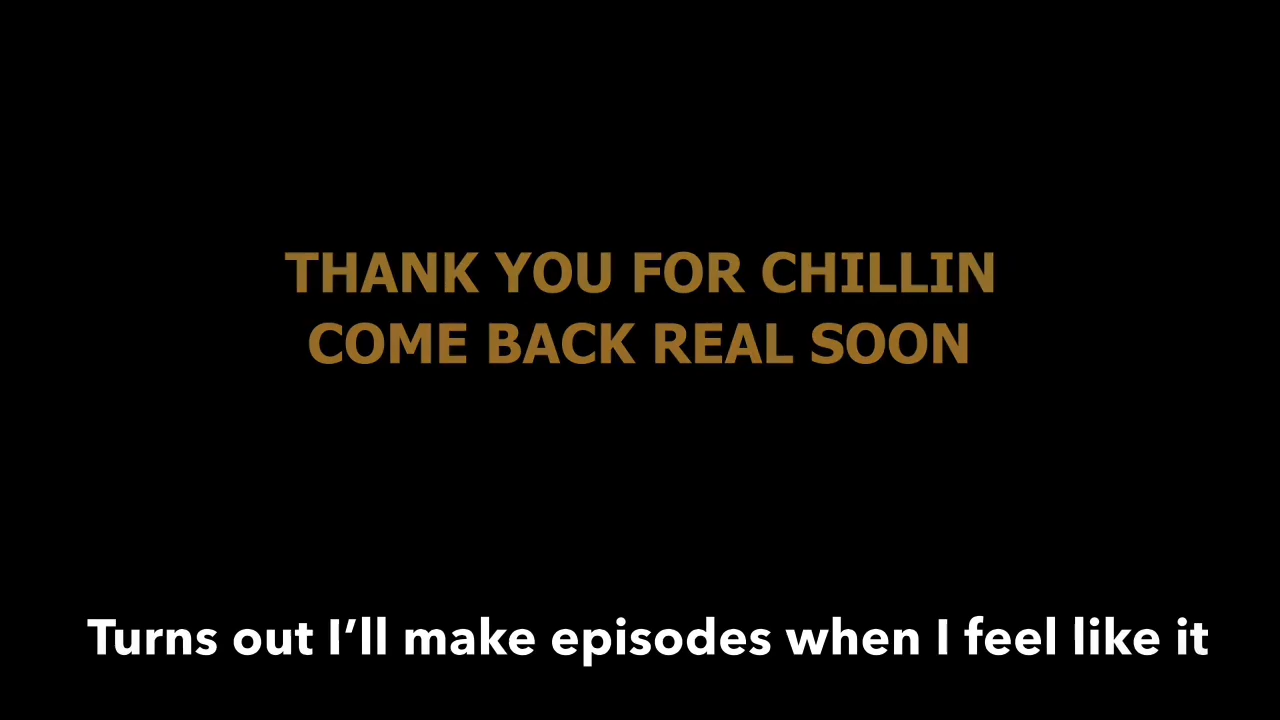 THANK YOU FOR CHILLIN
COME BACK REAL SOON
Turns out I’ll make episodes when I feel like it